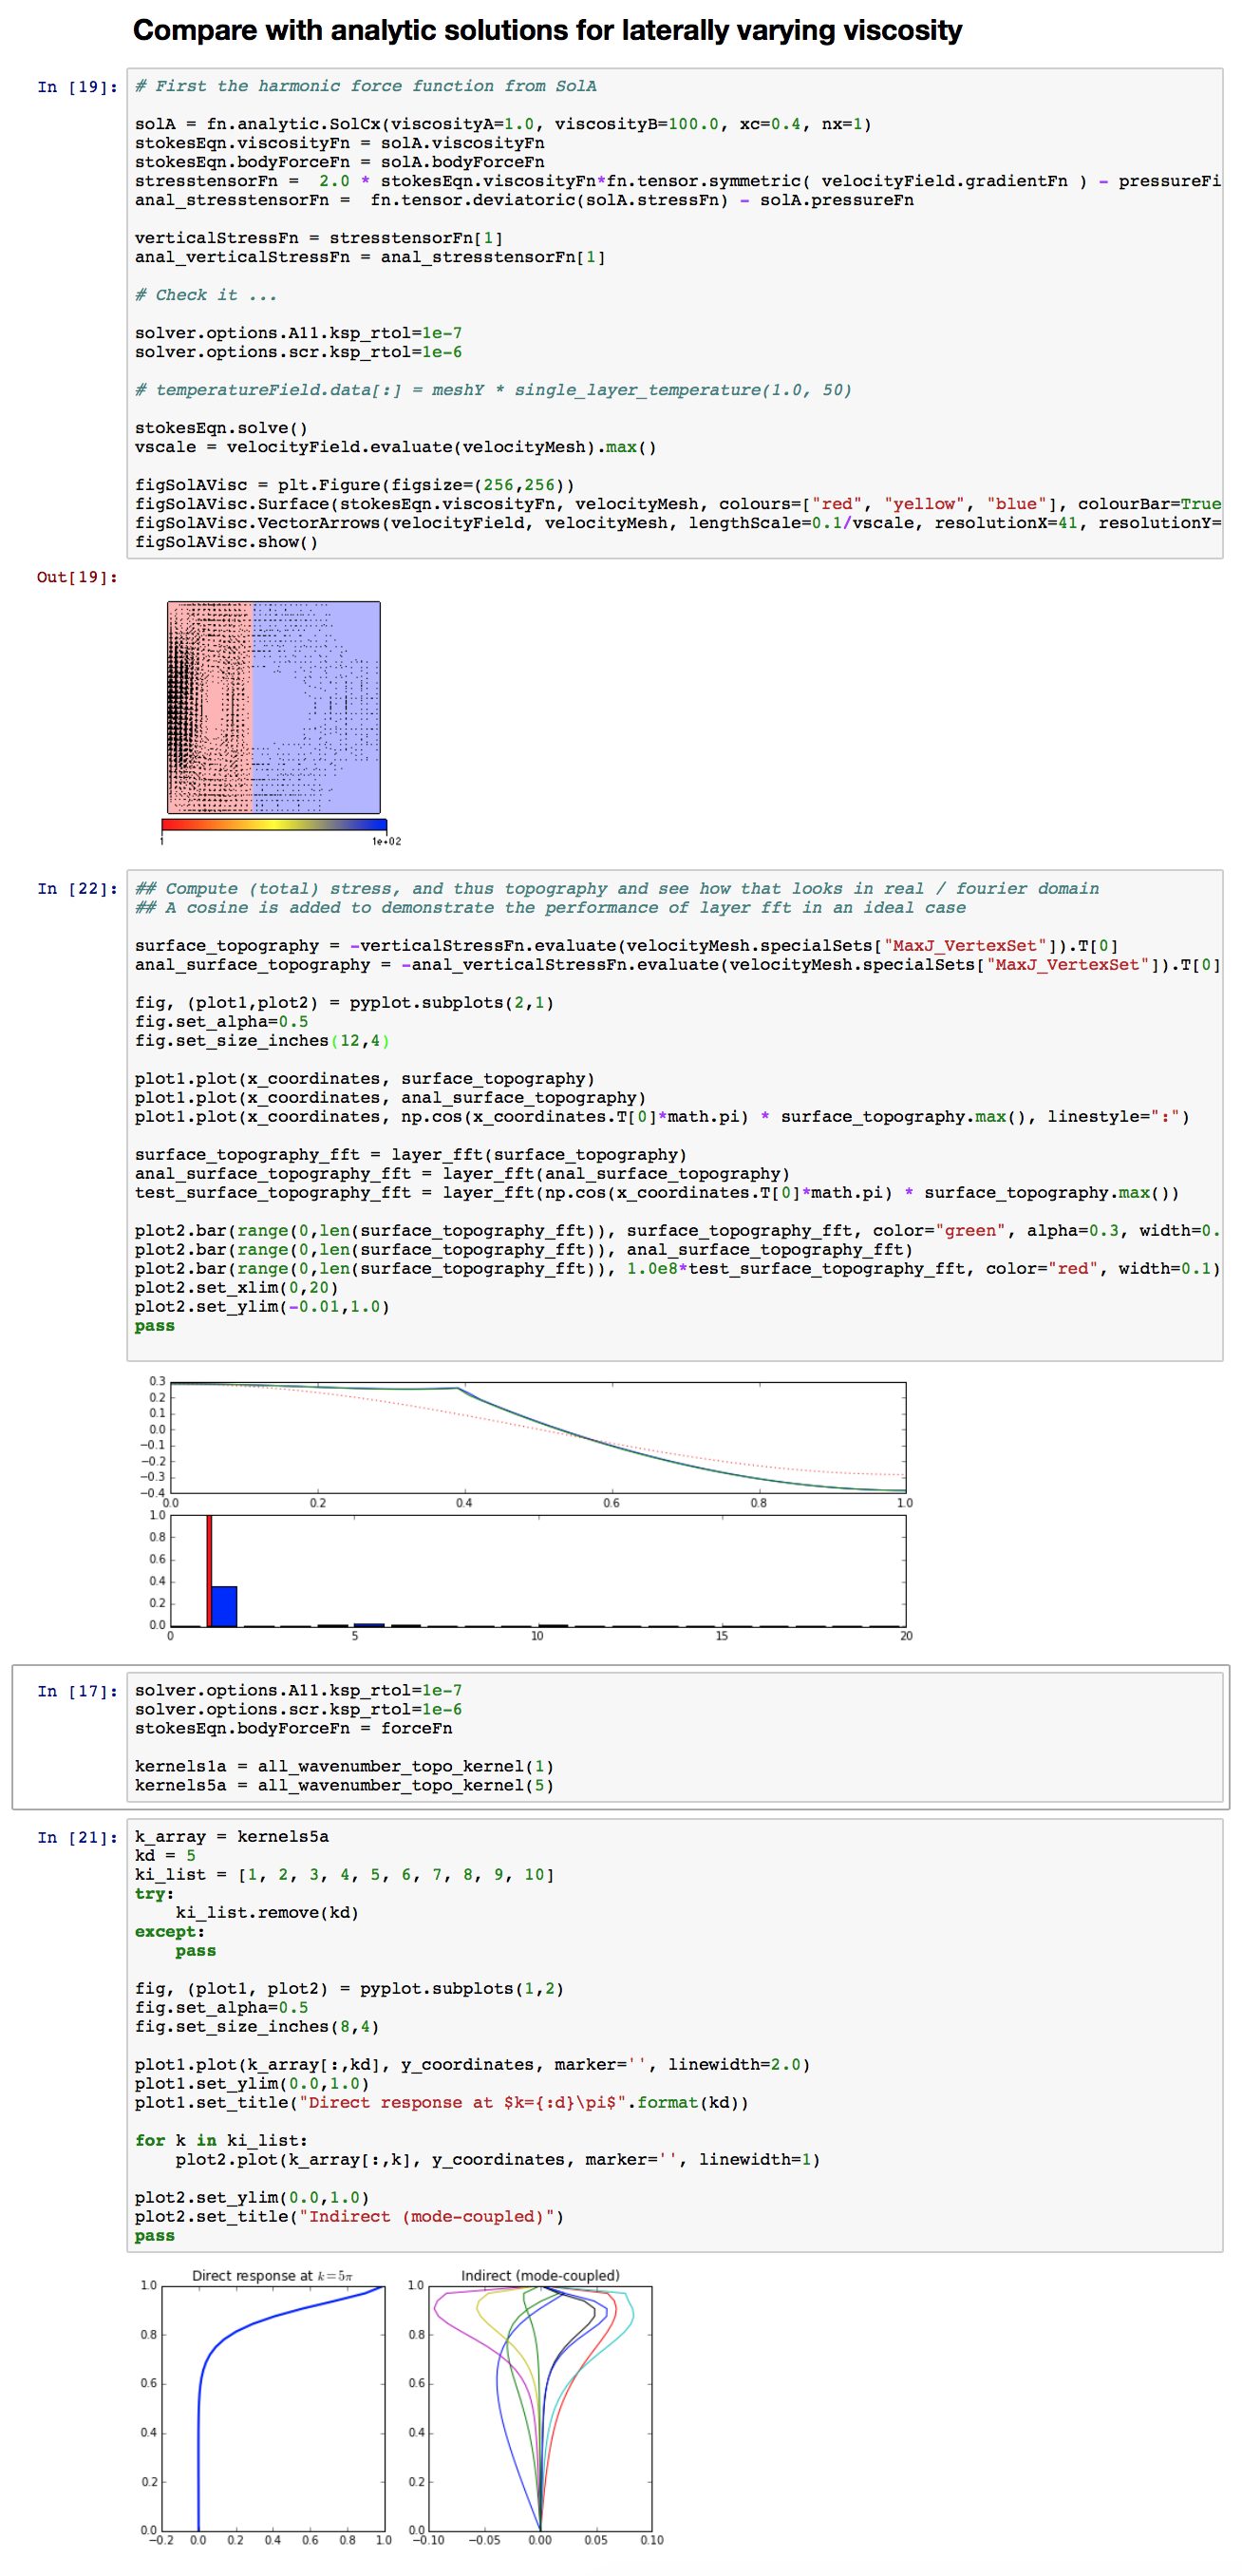 Compare with analytic solutions for laterally varying viscosity
In [19]:
# First the harmonic force function from SolA
solA = fn.analytic.SolCx(viscosityA=1.0, viscosityB=100.0, xc=0.4, nx=1)
stokesEqn.viscosityFn = solA.viscosityFn
stokesEqn.bodyForceFn = solA.bodyForceFn
stresstensorFn =  2.0 * stokesEqn.viscosityFn*fn.tensor.symmetric( velocityField.gradientFn ) - pressureFi
anal_stresstensorFn =  fn.tensor.deviatoric(solA.stressFn) - solA.pressureFn
verticalStressFn = stresstensorFn[1]
anal_verticalStressFn = anal_stresstensorFn[1]
# Check it ...
solver.options.A11.ksp_rtol=1e-7
solver.options.scr.ksp_rtol=1e-6
# temperatureField.data[:] = meshY * single_layer_temperature(1.0, 50)
stokesEqn.solve()
vscale = velocityField.evaluate(velocityMesh).max()
figSolAVisc = plt.Figure(figsize=(256,256))
figSolAVisc.Surface(stokesEqn.viscosityFn, velocityMesh, colours=["red", "yellow", "blue"], colourBar=True
figSolAVisc.VectorArrows(velocityField, velocityMesh, lengthScale=0.1/vscale, resolutionX=41, resolutionY=
figSolAVisc.show()
Out[19]:
1 1e+02
In [22]:
## Compute (total) stress, and thus topography and see how that looks in real / fourier domain
## A cosine is added to demonstrate the performance of layer fft in an ideal case
surface_topography = -verticalStressFn.evaluate(velocityMesh.specialSets["MaxJ_VertexSet"]).T[0]
anal_surface_topography = -anal_verticalStressFn.evaluate(velocityMesh.specialSets["MaxJ_VertexSet"]).T[0]
fig, (plot1,plot2) = pyplot.subplots(2,1)
fig.set_alpha=0.5
fig.set_size_inches(12,4)
plot1.plot(x_coordinates, surface_topography)
plot1.plot(x_coordinates, anal_surface_topography)
plot1.plot(x_coordinates, np.cos(x_coordinates.T[0]*math.pi) * surface_topography.max(), linestyle=":")
surface_topography_fft = layer_fft(surface_topography)
anal_surface_topography_fft = layer_fft(anal_surface_topography)
test_surface_topography_fft = layer_fft(np.cos(x_coordinates.T[0]*math.pi) * surface_topography.max())
plot2.bar(range(0,len(surface_topography_fft)), surface_topography_fft, color="green", alpha=0.3, width=0.
plot2.bar(range(0,len(surface_topography_fft)), anal_surface_topography_fft)
plot2.bar(range(0,len(surface_topography_fft)), 1.0e8*test_surface_topography_fft, color="red", width=0.1)
plot2.set_xlim(0,20)
plot2.set_ylim(-0.01,1.0)
pass
0.3
0.2
0.1
0.0
−0.1
−0.2
−0.3
−0.4
0.0 0.2 0.4 0.6 0.8 1.0
1.0
0.8
0.6
0.4
0.2
0.0
0 5 10 15 20
In [17]:
solver.options.A11.ksp_rtol=1e-7
solver.options.scr.ksp_rtol=1e-6
stokesEqn.bodyForceFn = forceFn
kernels1a = all_wavenumber_topo_kernel(1)
kernels5a = all_wavenumber_topo_kernel(5)
In [21]:
k_array = kernels5a
kd = 5
ki_list = [1, 2, 3, 4, 5, 6, 7, 8, 9, 10]
try:
    ki_list.remove(kd)
except:
    pass
fig, (plot1, plot2) = pyplot.subplots(1,2)
fig.set_alpha=0.5
fig.set_size_inches(8,4)
plot1.plot(k_array[:,kd], y_coordinates, marker='', linewidth=2.0)
plot1.set_ylim(0.0,1.0)
plot1.set_title("Direct response at $k={:d}\pi$".format(kd))
for k in ki_list:
    plot2.plot(k_array[:,k], y_coordinates, marker='', linewidth=1)
plot2.set_ylim(0.0,1.0)
plot2.set_title("Indirect (mode-coupled)")
pass
Direct response at k=5π
1.0
0.8
0.6
0.4
0.2
0.0
−0.2 0.0 0.2 0.4 0.6 0.8 1.0
Indirect (mode-coupled)
1.0
0.8
0.6
0.4
0.2
0.0
−0.10 −0.05 0.00 0.05 0.10